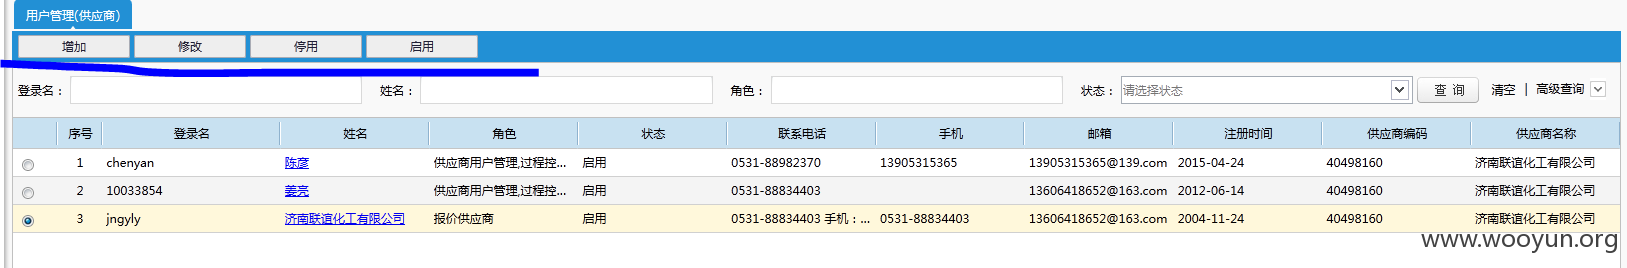 用户管理(供应商)
增加 修改 停用 启用
登录名： 姓名： 角色： 状态： 请选择状态 查 询 清空 | 高级查询
序号 登录名 姓名 角色 状态 联系电话 手机 邮箱 注册时间 供应商编码 供应商名称
1 chenyan 陈彦 供应商用户管理,过程控... 启用 0531-88982370 13905315365 13905315365@139.com 2015-04-24 40498160 济南联谊化工有限公司
2 10033854 姜亮 供应商用户管理,过程控... 启用 0531-88834403 13606418652@163.com 2012-06-14 40498160 济南联谊化工有限公司
3 jngyly 济南联谊化工有限公司 报价供应商 启用 0531-88834403 手机：... 0531-88834403 13606418652@163.com 2004-11-24 40498160 济南联谊化工有限公司
www.wooyun.org